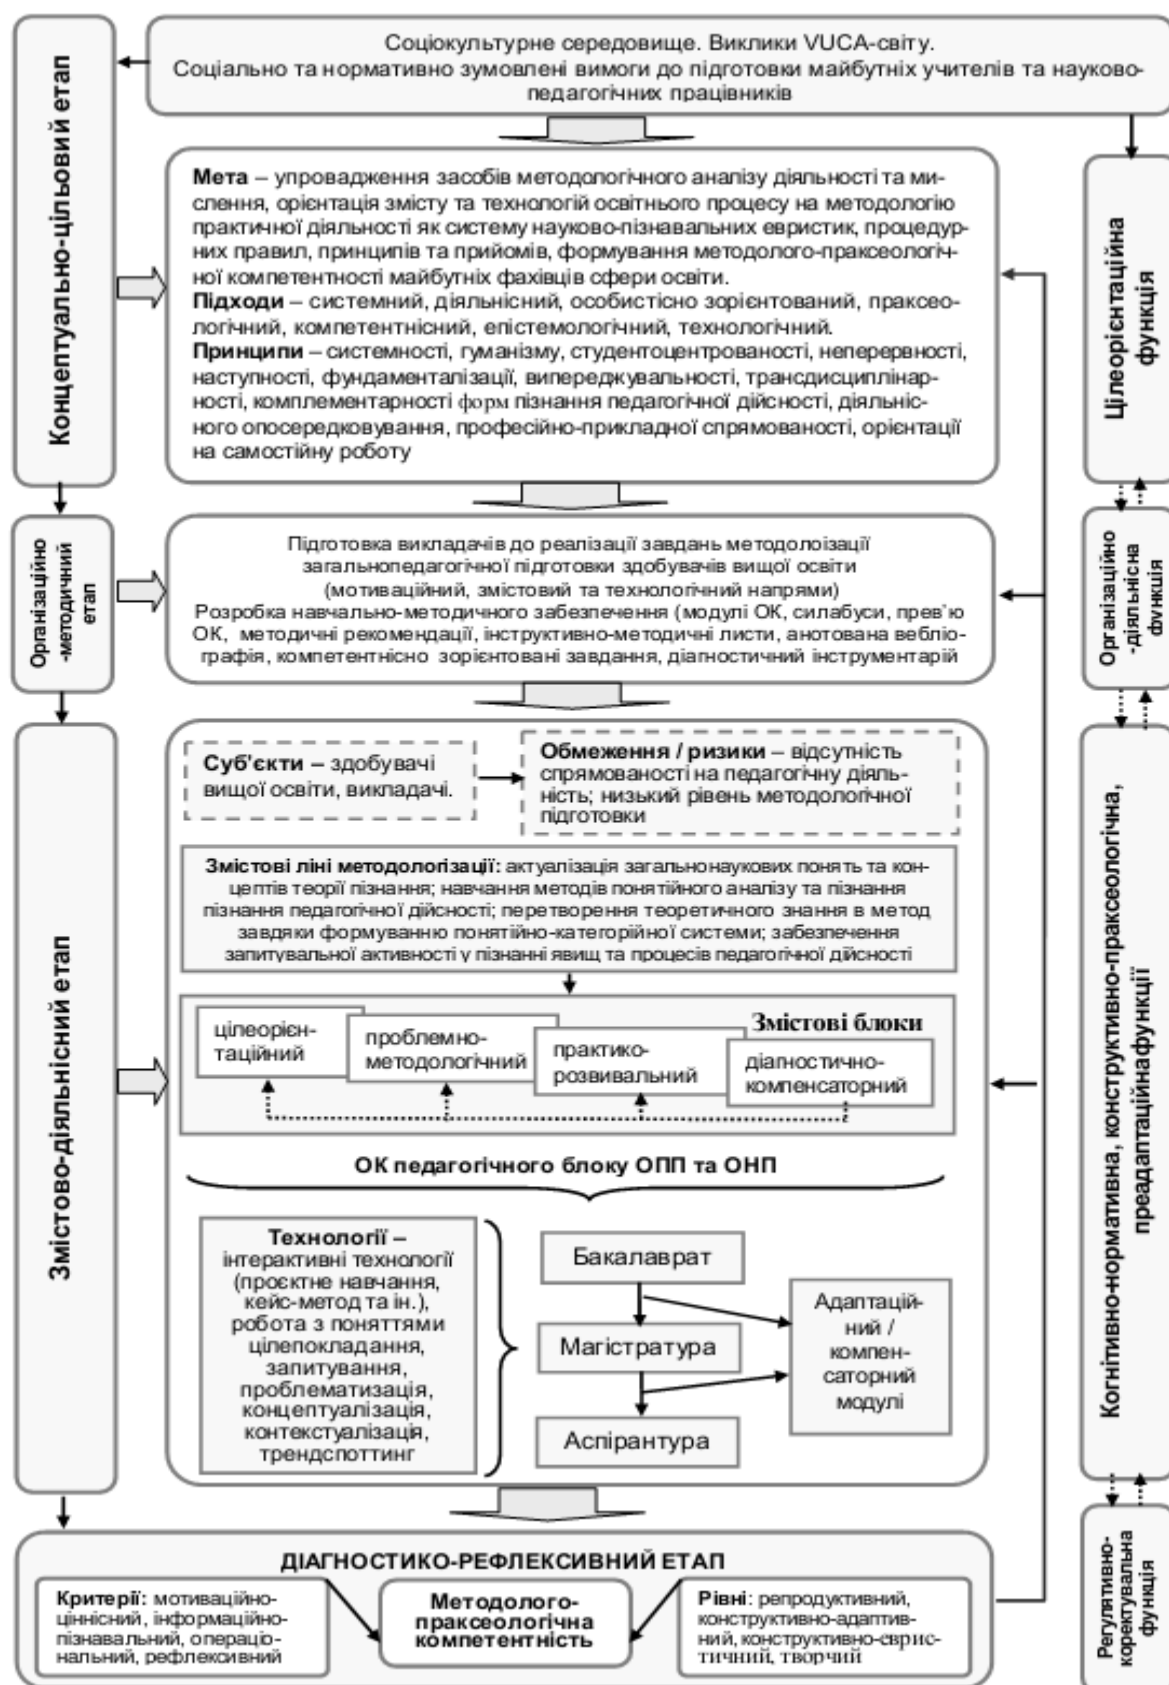 Соціокультурне середовище. Виклики VUCA-світу.
Соціально та нормативно зумовлені вимоги до підготовки майбутніх учителів та науково-
педагогічних працівників
Концептуально-цільовий етап
Мета – упровадження засобів методологічного аналізу діяльності та ми-
слення, орієнтація змісту та технологій освітнього процесу на методологію
практичної діяльності як систему науково-пізнавальних евристик, процедур-
них правил, принципів та прийомів, формування методолого-праксеологіч-
ної компетентності майбутніх фахівців сфери освіти.
Підходи – системний, діяльнісний, особистісно зорієнтований, праксео-
логічний, компетентнісний, епістемологічний, технологічний.
Принципи – системності, гуманізму, студентоцентрованості, неперервності,
наступності, фундаменталізації, випереджувальності, трансдисциплінар-
ності, комплементарності форм пізнання педагогічної дійсності, діяльніс-
ного опосередковування, професійно-прикладної спрямованості, орієнтації
на самостійну роботу
Цілеорієнтаційна
функція
Організаційно
-методичний
етап
Підготовка викладачів до реалізації завдань методолоізації
загальнопедагогічної підготовки здобувачів вищої освіти
(мотиваційний, змістовий та технологічний напрями)
Розробка навчально-методичного забезпечення (модулі ОК, силабуси, прев’ю
ОК, методичні рекомендації, інструктивно-методичні листи, анотована вебліо-
графія, компетентнісно зорієнтовані завдання, діагностичний інструментарій
Організаційно
-діяльнісна
функція
Змістово-діяльнісний етап
Суб’єкти – здобувачі
вищої освіти, викладачі.
Обмеження / ризики – відсутність
спрямованості на педагогічну діяль-
ність; низький рівень методологічної
підготовки
Змістові ліні методологізації: актуалізація загальнонаукових понять та кон-
цептів теорії пізнання; навчання методів понятійного аналізу та пізнання
пізнання педагогічної дійсності; перетворення теоретичного знання в метод
завдяки формуванню понятійно-категорійної системи; забезпечення
запитувальної активності у пізнанні явищ та процесів педагогічної дійсності
Змістові блоки
цілеорієн-
таційний
проблемно-
методологічний
практико-
розвивальний
діагностично-
компенсаторний
ОК педагогічного блоку ОПП та ОНП
Технології –
інтерактивні технології
(проєктне навчання,
кейс-метод та ін.),
робота з поняттями
цілепокладання,
запитування,
проблематизація,
концептуалізація,
контекстуалізація,
трендспоттинг
Бакалаврат
Магістратура
Аспірантура
Адаптацій-
ний /
компен-
саторний
модулі
Когнітивно-нормативна, конструктивно-праксеологічна,
преадаптаційнафункції
ДІАГНОСТИКО-РЕФЛЕКСИВНИЙ ЕТАП
Критерії: мотиваційно-
ціннісний, інформаційно-
пізнавальний, операціо-
нальний, рефлексивний
Методолого-
праксеологічна
компетентність
Рівні: репродуктивний,
конструктивно-адаптив-
ний, конструктивно-еврис-
тичний, творчий
Регулятивно-
коректувальна
функція